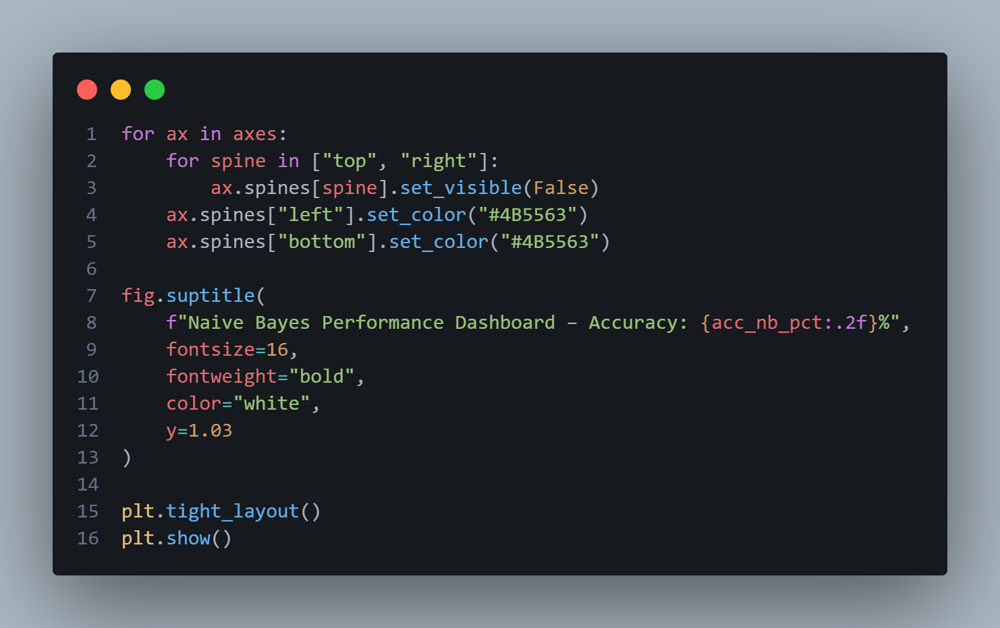 1 for ax in axes:
2     for spine in ["top", "right"]:
3         ax.spines[spine].set_visible(False)
4     ax.spines["left"].set_color("#4B5563")
5     ax.spines["bottom"].set_color("#4B5563")
6
7 fig.suptitle(
8     f"Naive Bayes Performance Dashboard – Accuracy: {acc_nb_pct:.2f}%",
9     fontsize=16,
10     fontweight="bold",
11     color="white",
12     y=1.03
13 )
14
15 plt.tight_layout()
16 plt.show()